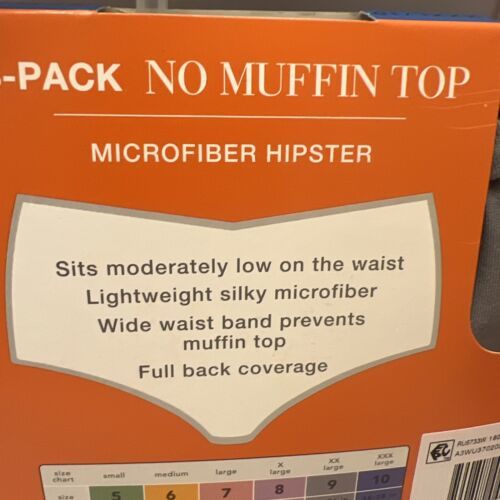 -PACK NO MUFFIN TOP
MICROFIBER HIPSTER
Sits moderately low on the waist
Lightweight silky microfiber
Wide waist band prevents
muffin top
Full back coverage
size chart small medium large X large XX large XXX large
size 5 6 7 8 9 10